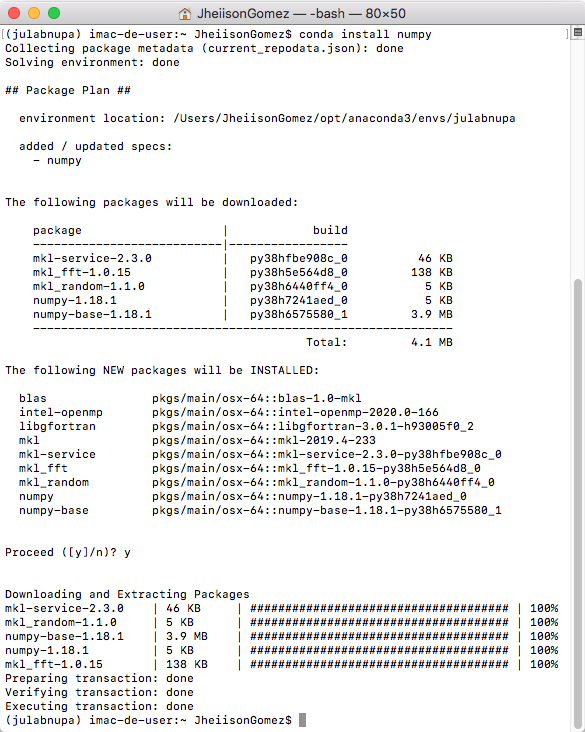 JheiisonGomez — -bash — 80×50
(julabnupa) imac-de-user:~ JheiisonGomez$ conda install numpy
Collecting package metadata (current_repodata.json): done
Solving environment: done
## Package Plan ##
environment location: /Users/JheiisonGomez/opt/anaconda3/envs/julabnupa
added / updated specs:
- numpy
The following packages will be downloaded:
package | build
---------------------------|-----------------
mkl-service-2.3.0 | py38hfbe908c_0 46 KB
mkl_fft-1.0.15 | py38h5e564d8_0 138 KB
mkl_random-1.1.0 | py38h6440ff4_0 5 KB
numpy-1.18.1 | py38h7241aed_0 5 KB
numpy-base-1.18.1 | py38h6575580_1 3.9 MB
------------------------------------------------------------
Total: 4.1 MB
The following NEW packages will be INSTALLED:
blas pkgs/main/osx-64::blas-1.0-mkl
intel-openmp pkgs/main/osx-64::intel-openmp-2020.0-166
libgfortran pkgs/main/osx-64::libgfortran-3.0.1-h93005f0_2
mkl pkgs/main/osx-64::mkl-2019.4-233
mkl-service pkgs/main/osx-64::mkl-service-2.3.0-py38hfbe908c_0
mkl_fft pkgs/main/osx-64::mkl_fft-1.0.15-py38h5e564d8_0
mkl_random pkgs/main/osx-64::mkl_random-1.1.0-py38h6440ff4_0
numpy pkgs/main/osx-64::numpy-1.18.1-py38h7241aed_0
numpy-base pkgs/main/osx-64::numpy-base-1.18.1-py38h6575580_1
Proceed ([y]/n)? y
Downloading and Extracting Packages
mkl-service-2.3.0 | 46 KB | ##################################### | 100%
mkl_random-1.1.0 | 5 KB | ##################################### | 100%
numpy-base-1.18.1 | 3.9 MB | ##################################### | 100%
numpy-1.18.1 | 5 KB | ##################################### | 100%
mkl_fft-1.0.15 | 138 KB | ##################################### | 100%
Preparing transaction: done
Verifying transaction: done
Executing transaction: done
(julabnupa) imac-de-user:~ JheiisonGomez$